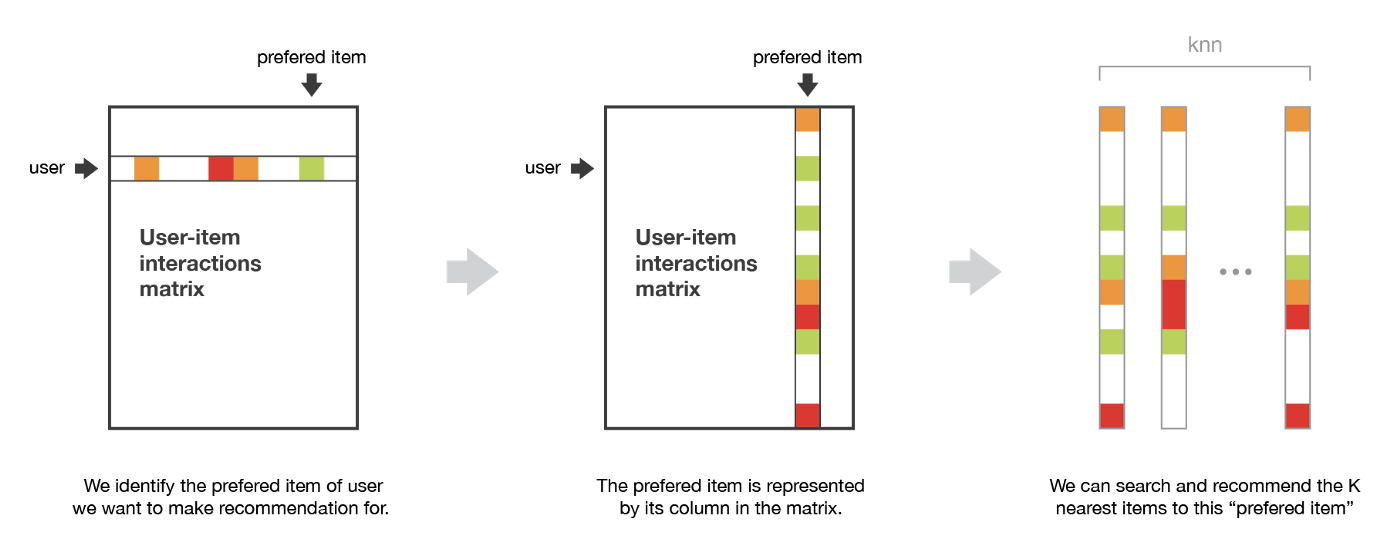 prefered item
user
User-item
interactions
matrix
We identify the prefered item of user
we want to make recommendation for.
prefered item
user
User-item
interactions
matrix
The prefered item is represented
by its column in the matrix.
knn
We can search and recommend the K
nearest items to this “prefered item”